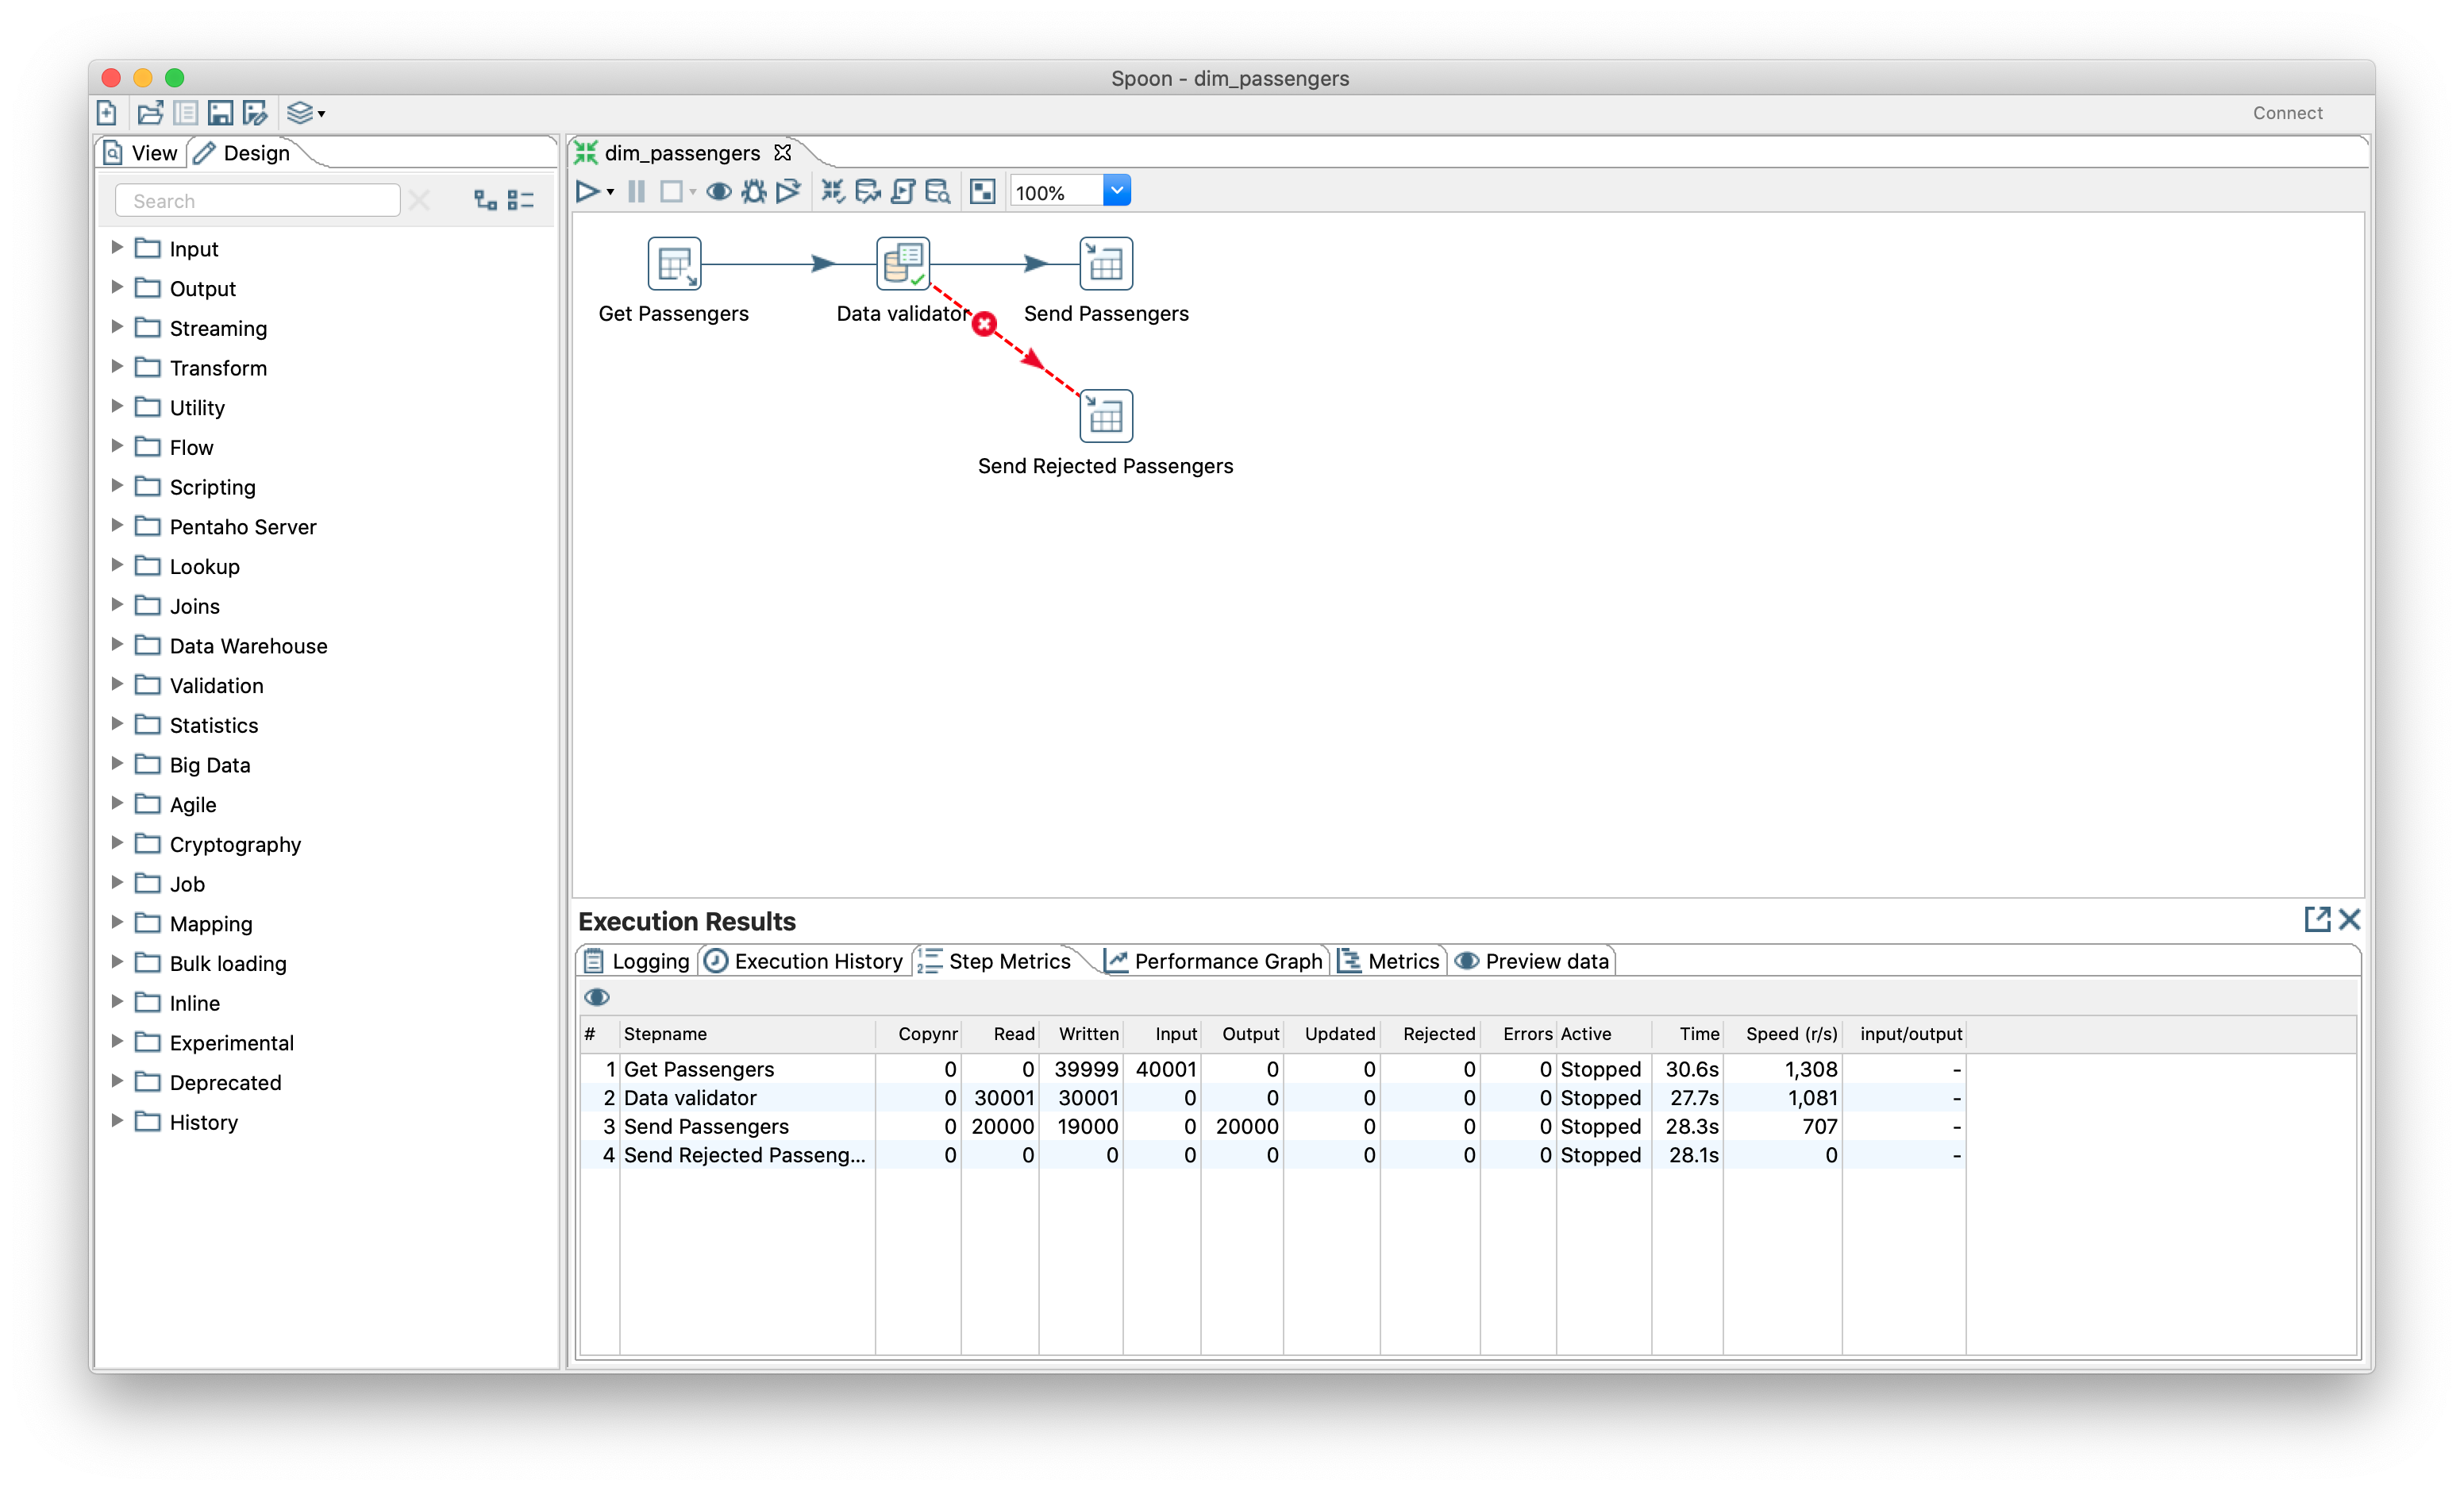 Spoon - dim_passengers
Connect
View Design
dim_passengers
Search
100%
Input
Output
Streaming
Transform
Utility
Flow
Scripting
Pentaho Server
Lookup
Joins
Data Warehouse
Validation
Statistics
Big Data
Agile
Cryptography
Job
Mapping
Bulk loading
Inline
Experimental
Deprecated
History
Get Passengers Data validator Send Passengers
Send Rejected Passengers
Execution Results
Logging Execution History Step Metrics Performance Graph Metrics Preview data
# Stepname Copynr Read Written Input Output Updated Rejected Errors Active Time Speed (r/s) input/output
1 Get Passengers 0 0 39999 40001 0 0 0 0 Stopped 30.6s 1,308 -
2 Data validator 0 30001 30001 0 0 0 0 0 Stopped 27.7s 1,081 -
3 Send Passengers 0 20000 19000 0 20000 0 0 0 Stopped 28.3s 707 -
4 Send Rejected Passeng... 0 0 0 0 0 0 0 0 Stopped 28.1s 0 -